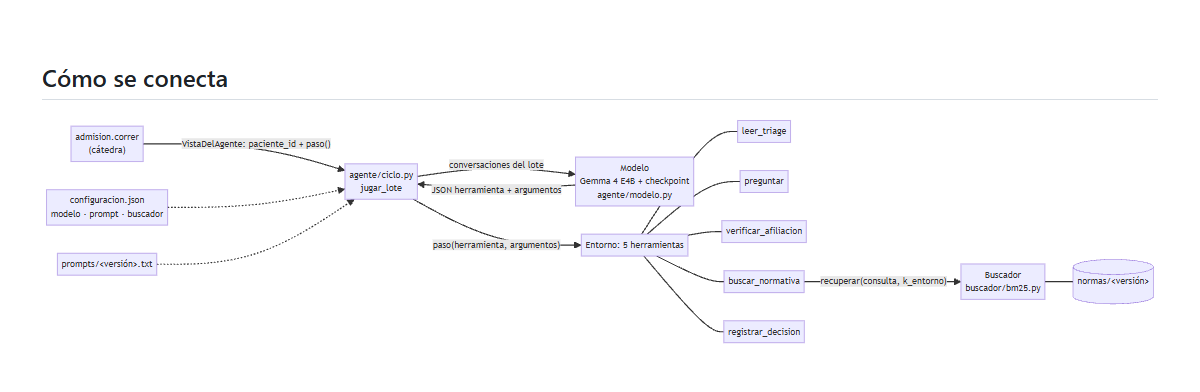 Cómo se conecta
admision.correr
(cátedra)
VistaDelAgente: paciente_id + paso()
configuracion.json
modelo · prompt · buscador
prompts/<versión>.txt
agente/ciclo.py
jugar_lote
conversaciones del lote
JSON herramienta + argumentos
paso(herramienta, argumentos)
Modelo
Gemma 4 E4B + checkpoint
agente/modelo.py
Entorno: 5 herramientas
leer_triage
preguntar
verificar_afiliacion
buscar_normativa
registrar_decision
recuperar(consulta, k_entorno)
Buscador
buscador/bm25.py
normas/<versión>